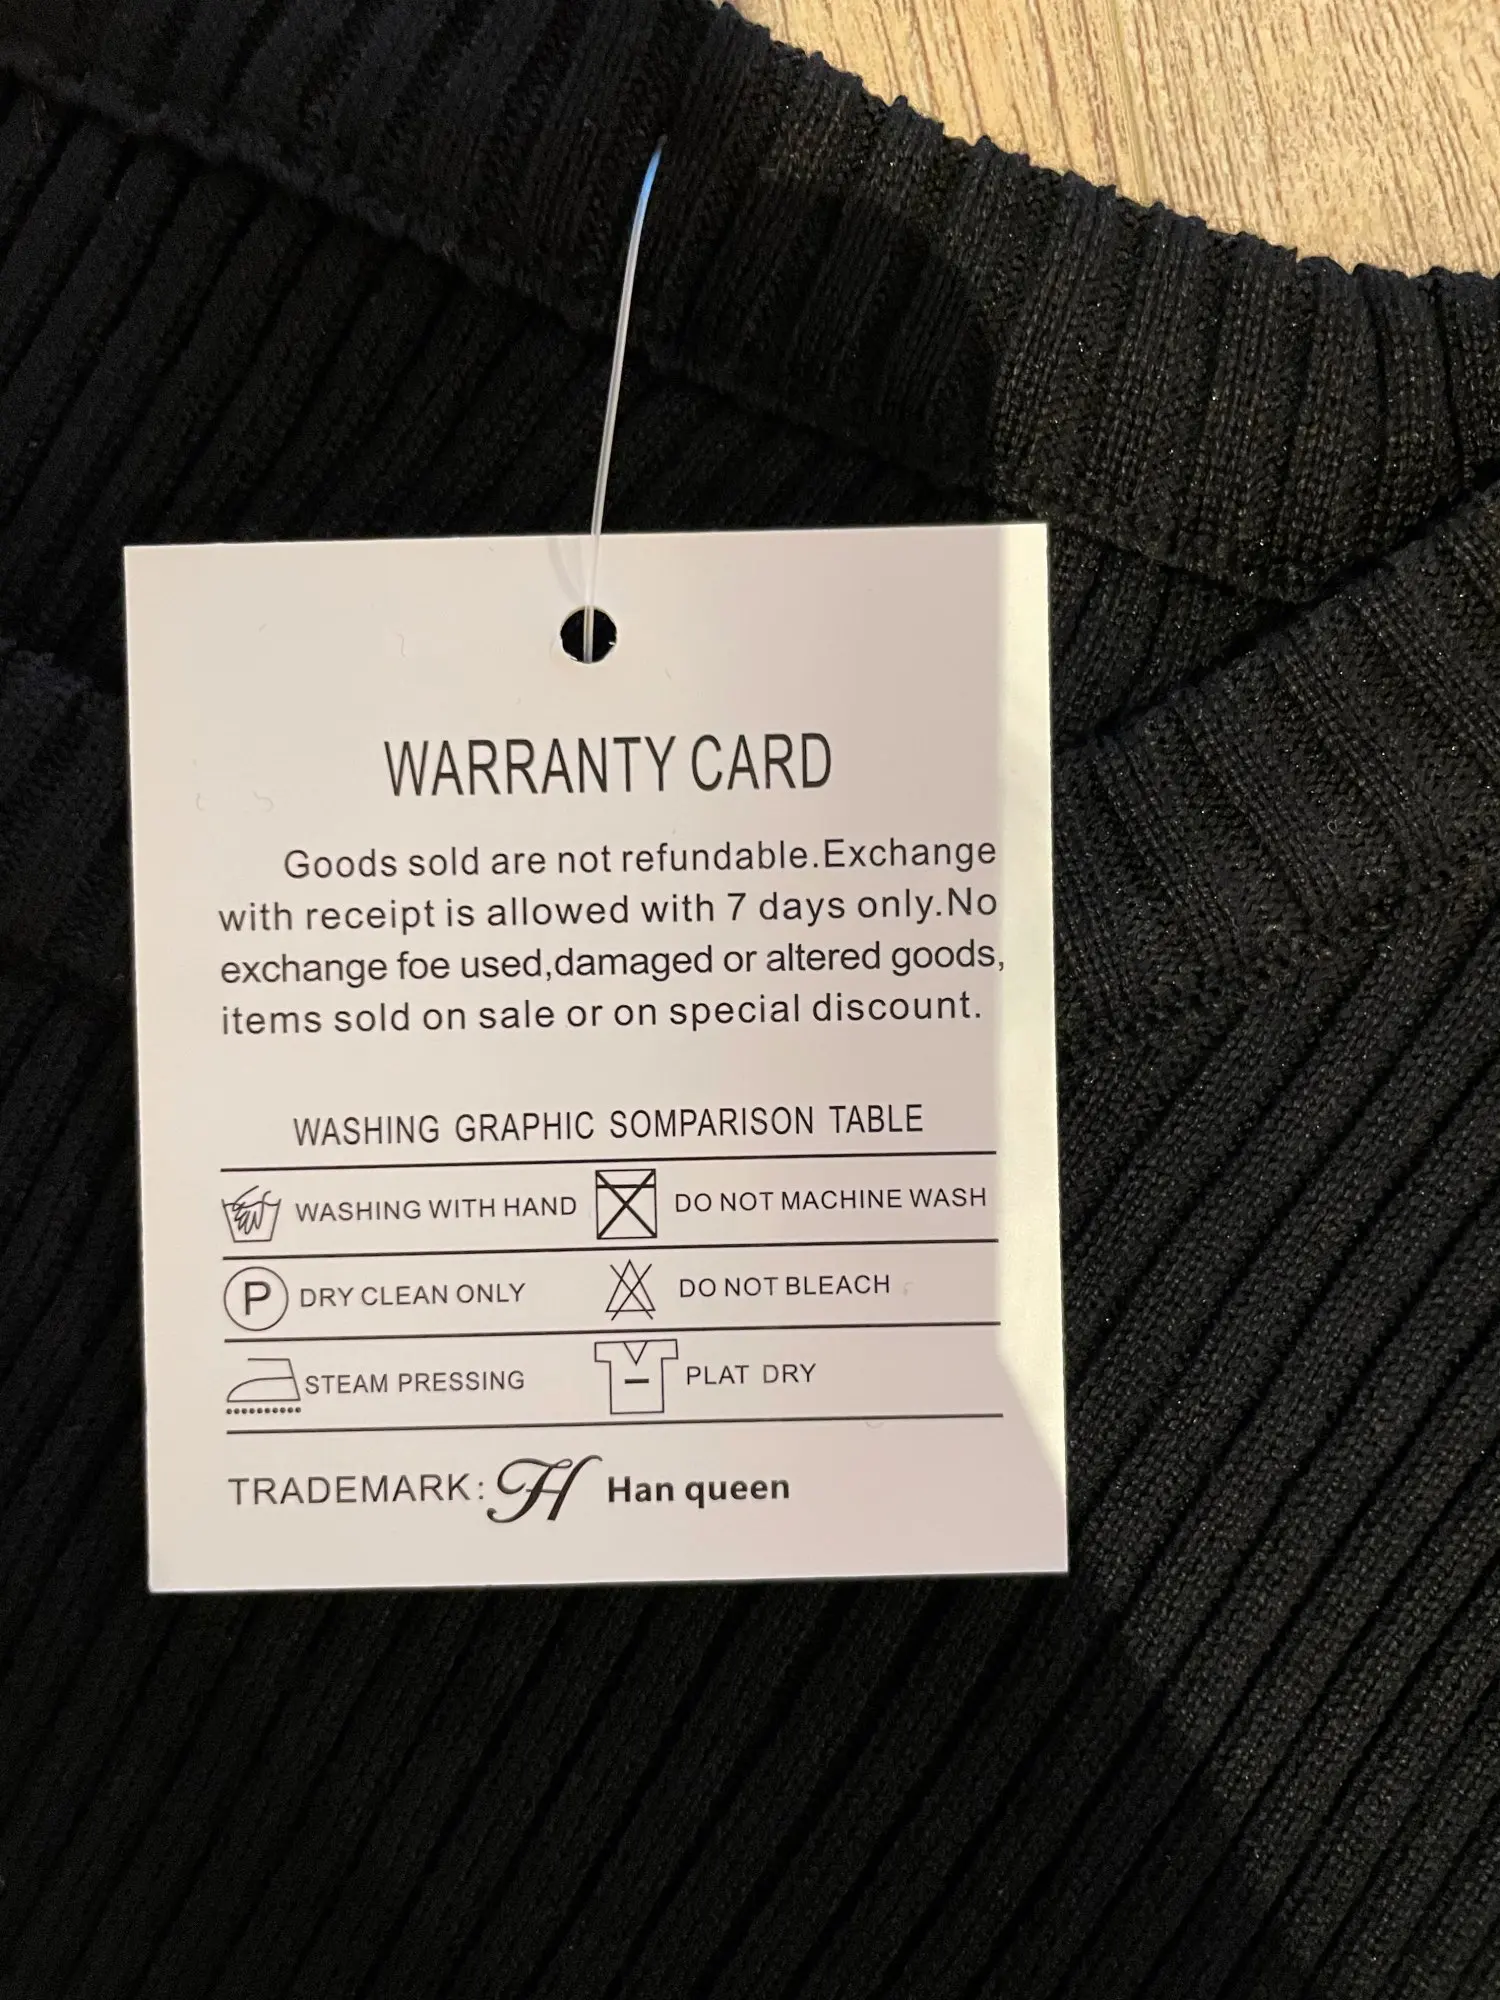 WARRANTY CARD
Goods sold are not refundable.Exchange
with receipt is allowed with 7 days only.No
exchange foe used,damaged or altered goods,
items sold on sale or on special discount.
WASHING GRAPHIC SOMPARISON TABLE
WASHING WITH HAND DO NOT MACHINE WASH
P DRY CLEAN ONLY DO NOT BLEACH
STEAM PRESSING PLAT DRY
TRADEMARK: H Han queen